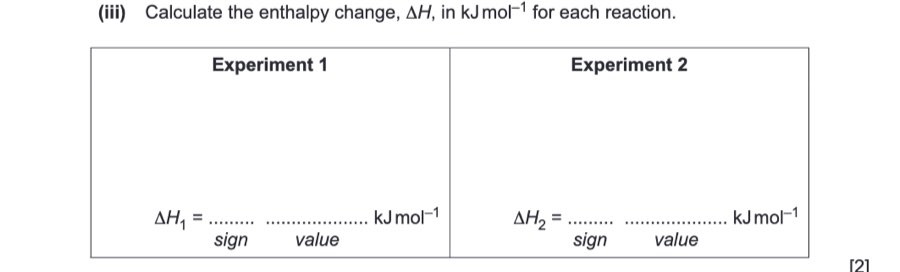 (iii) Calculate the enthalpy change, ΔH, in kJ mol⁻¹ for each reaction.
Experiment 1
Experiment 2
ΔH₁ = ......... .................... kJ mol⁻¹
sign value
ΔH₂ = ......... .................... kJ mol⁻¹
sign value
[2]